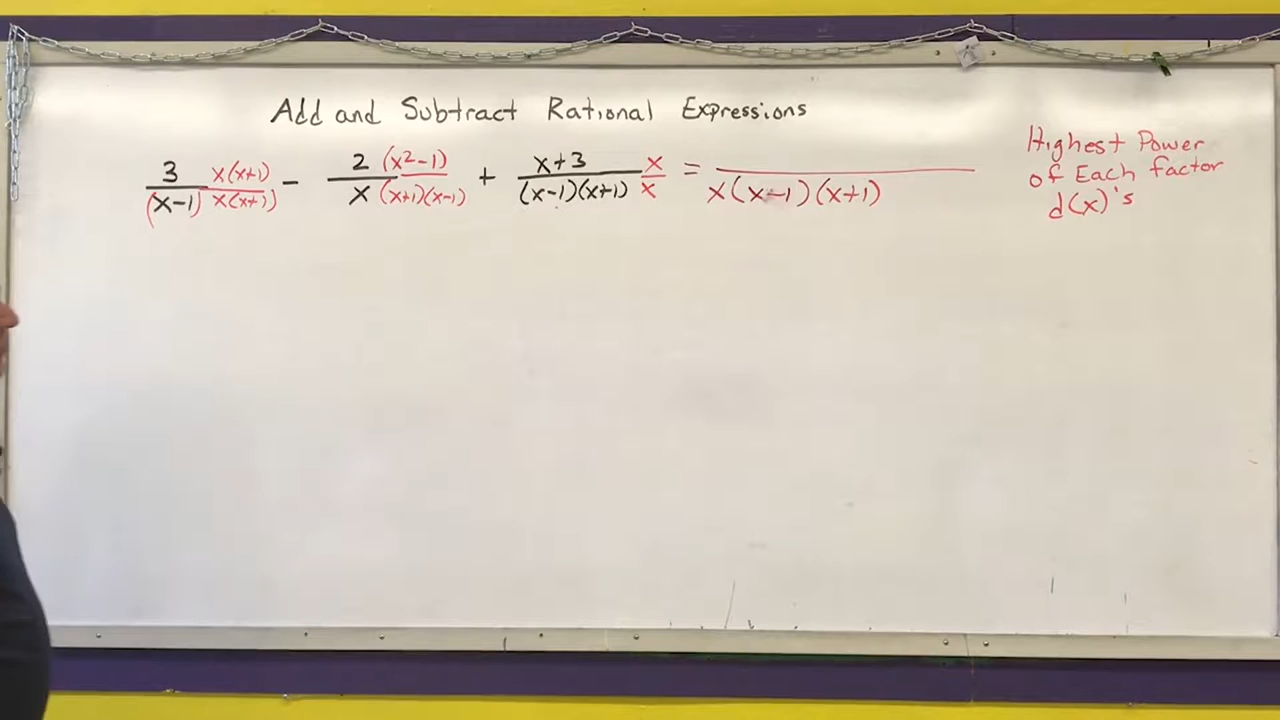 Add and Subtract Rational Expressions
3 x(x+1) 2 (x²-1) x+3 x
— - — + — =
(x-1) x(x+1) x (x+1)(x-1) (x-1)(x+1) x x(x-1)(x+1)
Highest Power
of Each factor
d(x)'s